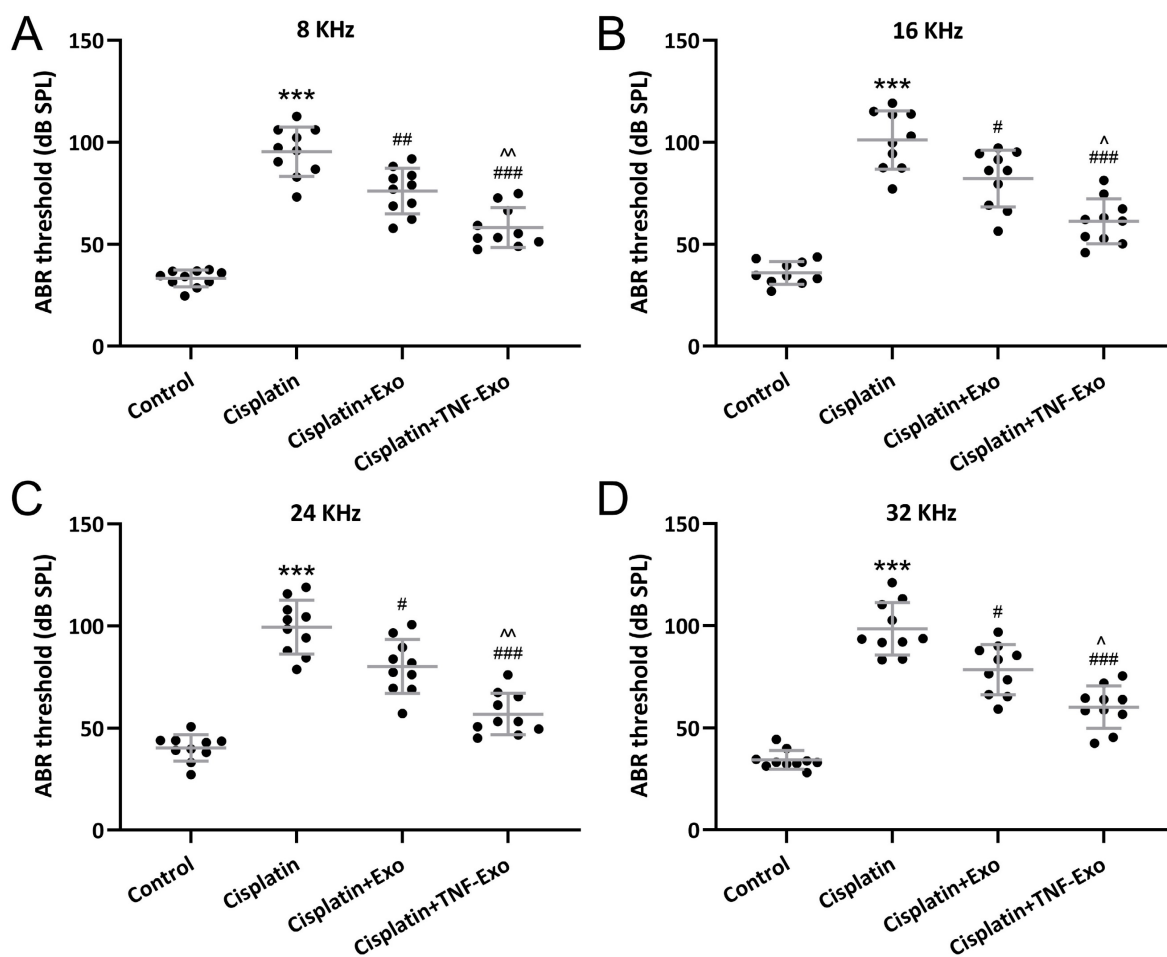 A
8 KHz
ABR threshold (dB SPL)
150
100
50
0
***
##
^^
###
Control
Cisplatin
Cisplatin+Exo
Cisplatin+TNF-Exo
B
16 KHz
ABR threshold (dB SPL)
150
100
50
0
***
#
^
###
Control
Cisplatin
Cisplatin+Exo
Cisplatin+TNF-Exo
C
24 KHz
ABR threshold (dB SPL)
150
100
50
0
***
#
^^
###
Control
Cisplatin
Cisplatin+Exo
Cisplatin+TNF-Exo
D
32 KHz
ABR threshold (dB SPL)
150
100
50
0
***
#
^
###
Control
Cisplatin
Cisplatin+Exo
Cisplatin+TNF-Exo